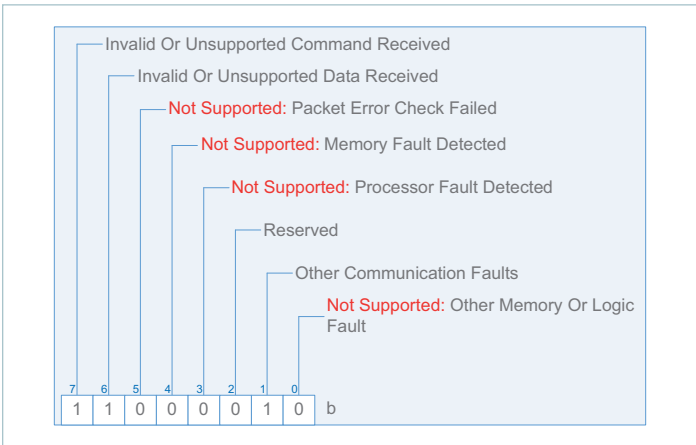 Invalid Or Unsupported Command Received
Invalid Or Unsupported Data Received
Not Supported: Packet Error Check Failed
Not Supported: Memory Fault Detected
Not Supported: Processor Fault Detected
Reserved
Other Communication Faults
Not Supported: Other Memory Or Logic
Fault
7 6 5 4 3 2 1 0
1 1 0 0 0 0 1 0 b